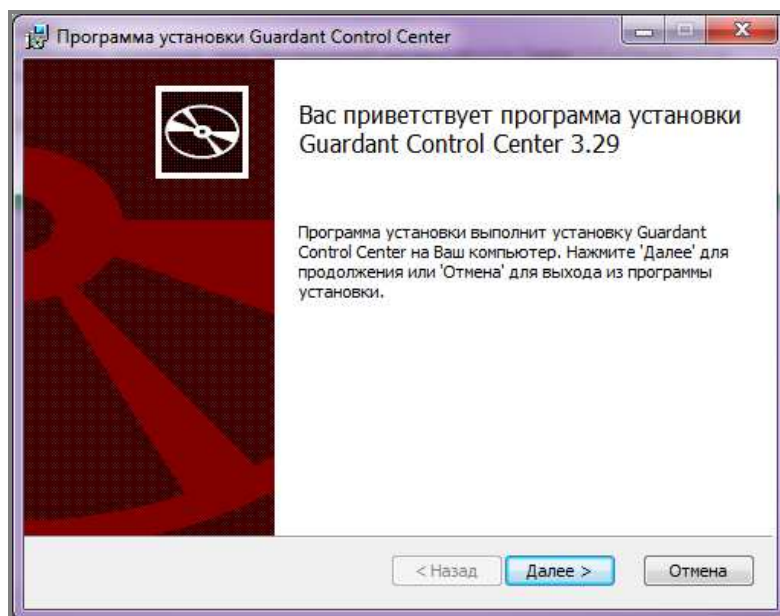 Программа установки Guardant Control Center
Вас приветствует программа установки
Guardant Control Center 3.29
Программа установки выполнит установку Guardant
Control Center на Ваш компьютер. Нажмите 'Далее' для
продолжения или 'Отмена' для выхода из программы
установки.
< Назад Далее > Отмена